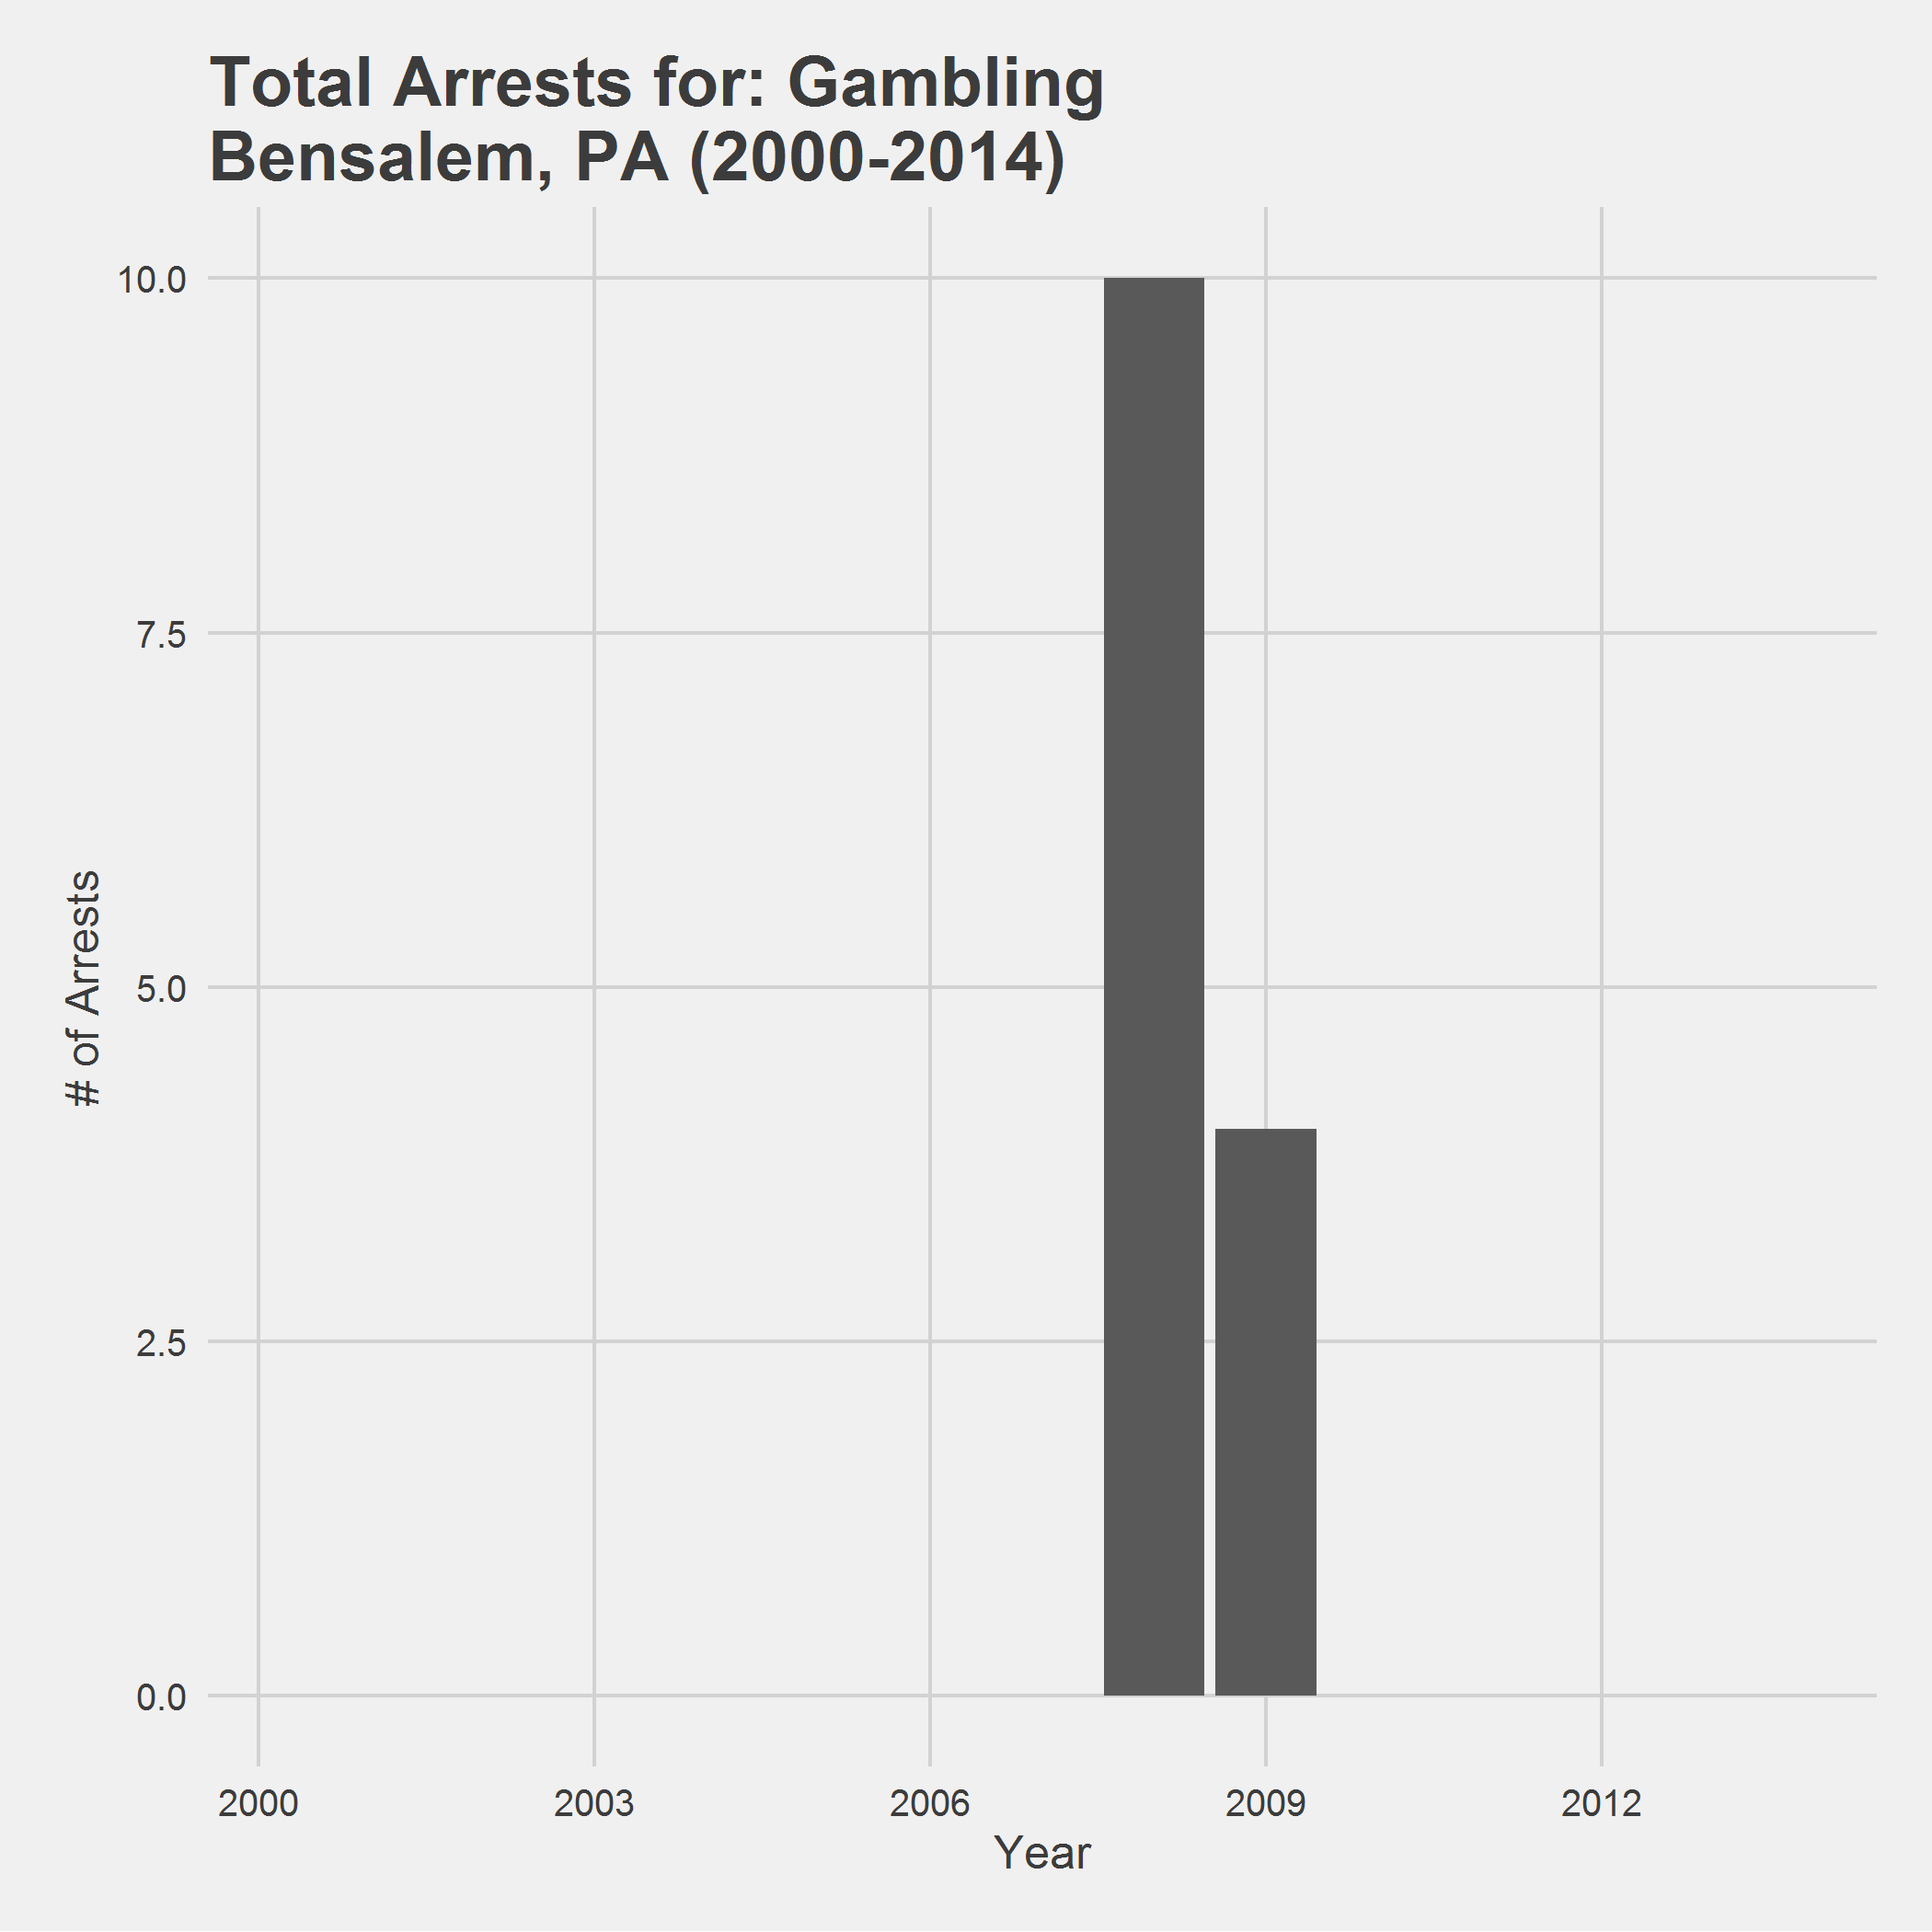 Total Arrests for: Gambling
Bensalem, PA (2000-2014)
10.0
7.5
5.0
2.5
0.0
# of Arrests
2000 2003 2006 2009 2012
Year